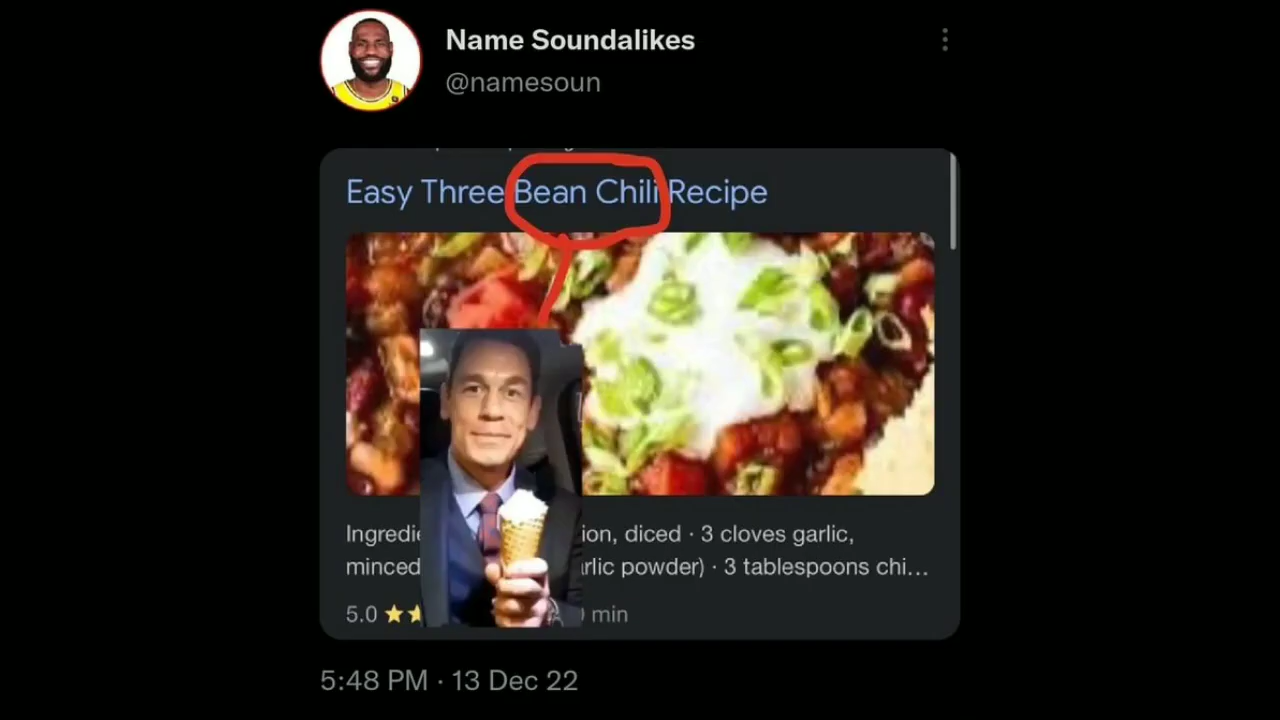 Name Soundalikes
@namesoun
Easy Three Bean Chili Recipe
ion, diced · 3 cloves garlic,
minced rlic powder) · 3 tablespoons chi...
5.0 min
5:48 PM · 13 Dec 22